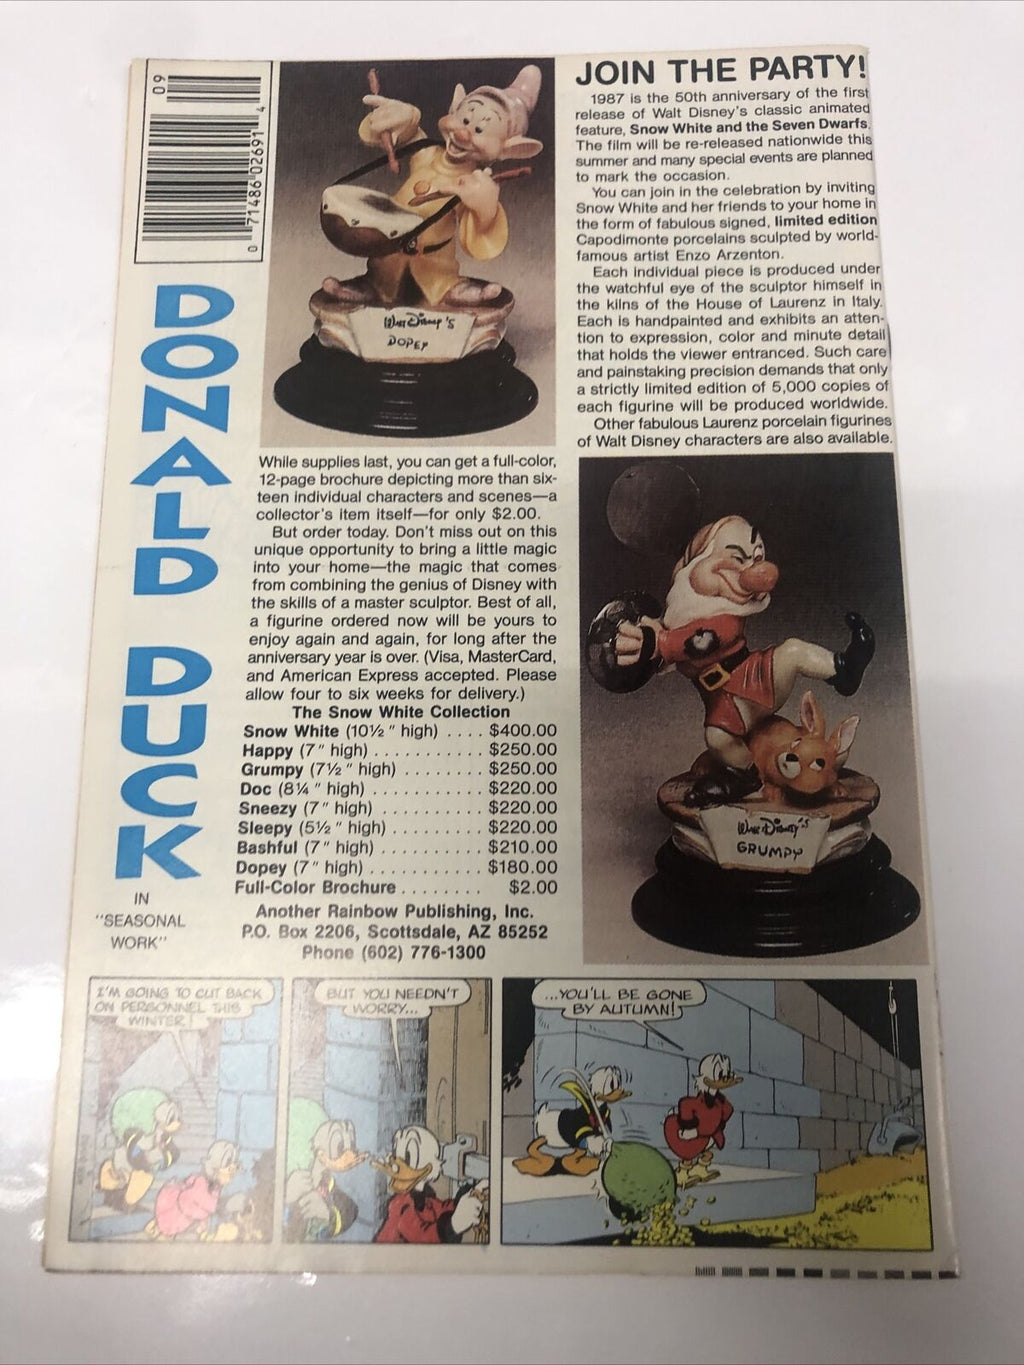 09
0 71486 02691 4
DONALD DUCK
IN
"SEASONAL
WORK"
WALT DISNEY'S
DOPEY
JOIN THE PARTY!
1987 is the 50th anniversary of the first
release of Walt Disney's classic animated
feature, Snow White and the Seven Dwarfs.
The film will be re-released nationwide this
summer and many special events are planned
to mark the occasion.
You can join in the celebration by inviting
Snow White and her friends to your home in
the form of fabulous signed, limited edition
Capodimonte porcelains sculpted by world-
famous artist Enzo Arzenton.
Each individual piece is produced under
the watchful eye of the sculptor himself in
the kilns of the House of Laurenz in Italy.
Each is handpainted and exhibits an atten-
tion to expression, color and minute detail
that holds the viewer entranced. Such care
and painstaking precision demands that only
a strictly limited edition of 5,000 copies of
each figurine will be produced worldwide.
Other fabulous Laurenz porcelain figurines
of Walt Disney characters are also available.
While supplies last, you can get a full-color,
12-page brochure depicting more than six-
teen individual characters and scenes—a
collector's item itself—for only $2.00.
But order today. Don't miss out on this
unique opportunity to bring a little magic
into your home—the magic that comes
from combining the genius of Disney with
the skills of a master sculptor. Best of all,
a figurine ordered now will be yours to
enjoy again and again, for long after the
anniversary year is over. (Visa, MasterCard,
and American Express accepted. Please
allow four to six weeks for delivery.)
The Snow White Collection
Snow White (10½" high) .... $400.00
Happy (7" high) ........... $250.00
Grumpy (7½" high) ........ $250.00
Doc (8¼" high) ............ $220.00
Sneezy (7" high) .......... $220.00
Sleepy (5½" high) ......... $220.00
Bashful (7" high) .......... $210.00
Dopey (7" high) ........... $180.00
Full-Color Brochure ........ $2.00
Another Rainbow Publishing, Inc.
P.O. Box 2206, Scottsdale, AZ 85252
Phone (602) 776-1300
WALT DISNEY'S
GRUMPY
I'M GOING TO CUT BACK
ON PERSONNEL THIS
WINTER!
BUT YOU NEEDN'T
WORRY...
...YOU'LL BE GONE
BY AUTUMN!